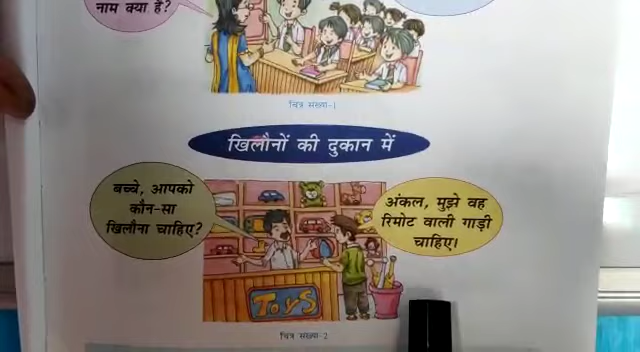 नाम क्या है?
चित्र संख्या-1
खिलौनों की दुकान में
बच्चे, आपको
कौन-सा
खिलौना चाहिए?
अंकल, मुझे वह
रिमोट वाली गाड़ी
चाहिए।
TOYS
चित्र संख्या-2